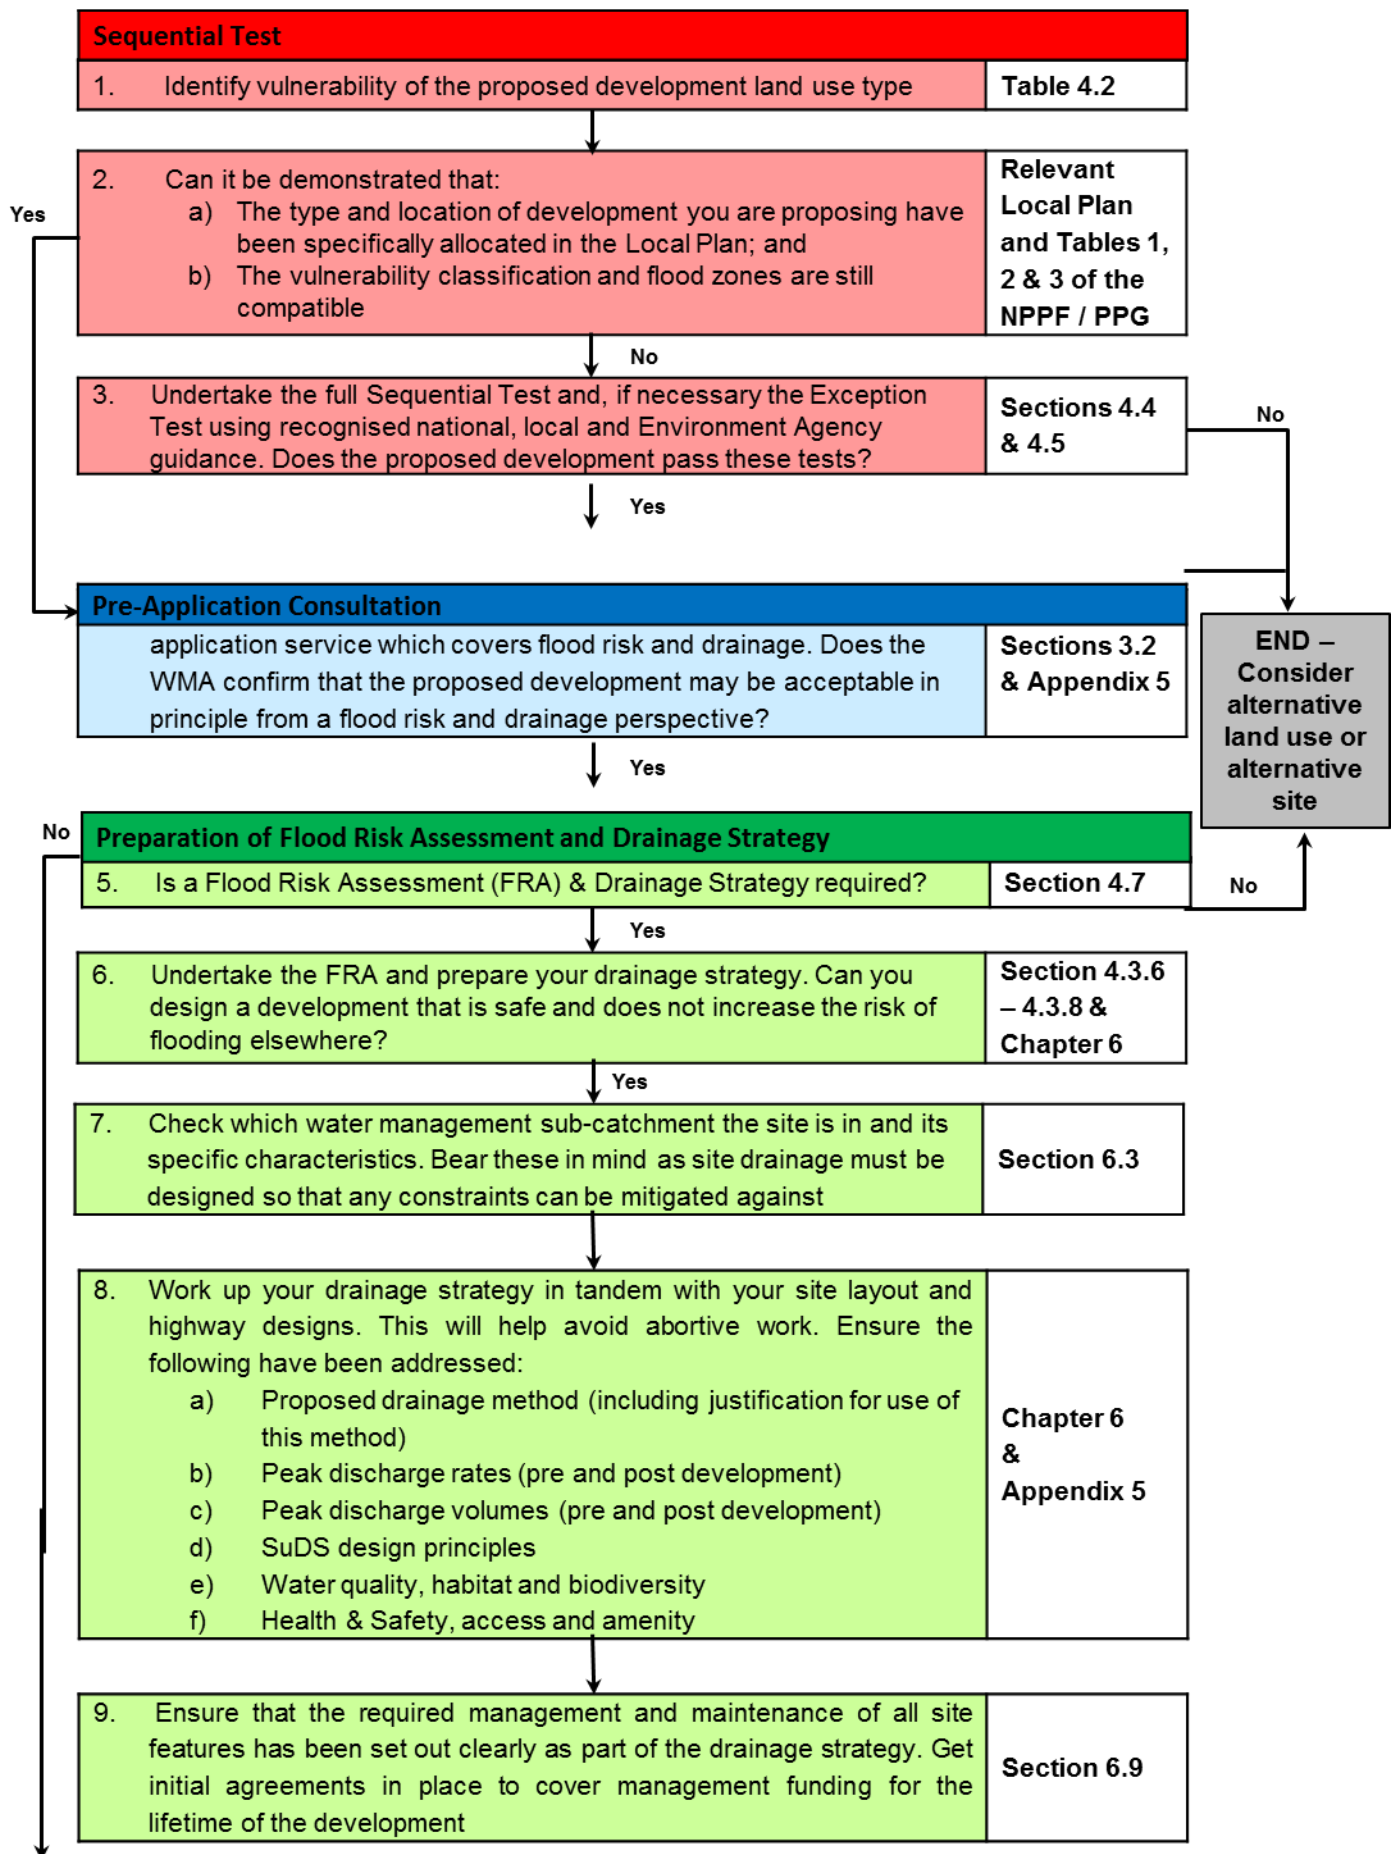 Sequential Test
1. Identify vulnerability of the proposed development land use type
Table 4.2
Yes
2. Can it be demonstrated that:
a) The type and location of development you are proposing have
been specifically allocated in the Local Plan; and
b) The vulnerability classification and flood zones are still
compatible
Relevant
Local Plan
and Tables 1,
2 & 3 of the
NPPF / PPG
No
3. Undertake the full Sequential Test and, if necessary the Exception
Test using recognised national, local and Environment Agency
guidance. Does the proposed development pass these tests?
Sections 4.4
& 4.5
No
Yes
Pre-Application Consultation
application service which covers flood risk and drainage. Does the
WMA confirm that the proposed development may be acceptable in
principle from a flood risk and drainage perspective?
Sections 3.2
& Appendix 5
END –
Consider
alternative
land use or
alternative
site
Yes
No
Preparation of Flood Risk Assessment and Drainage Strategy
5. Is a Flood Risk Assessment (FRA) & Drainage Strategy required?
Section 4.7
No
Yes
6. Undertake the FRA and prepare your drainage strategy. Can you
design a development that is safe and does not increase the risk of
flooding elsewhere?
Section 4.3.6
– 4.3.8 &
Chapter 6
Yes
7. Check which water management sub-catchment the site is in and its
specific characteristics. Bear these in mind as site drainage must be
designed so that any constraints can be mitigated against
Section 6.3
8. Work up your drainage strategy in tandem with your site layout and
highway designs. This will help avoid abortive work. Ensure the
following have been addressed:
a) Proposed drainage method (including justification for use of
this method)
b) Peak discharge rates (pre and post development)
c) Peak discharge volumes (pre and post development)
d) SuDS design principles
e) Water quality, habitat and biodiversity
f) Health & Safety, access and amenity
Chapter 6
&
Appendix 5
9. Ensure that the required management and maintenance of all site
features has been set out clearly as part of the drainage strategy. Get
initial agreements in place to cover management funding for the
lifetime of the development
Section 6.9